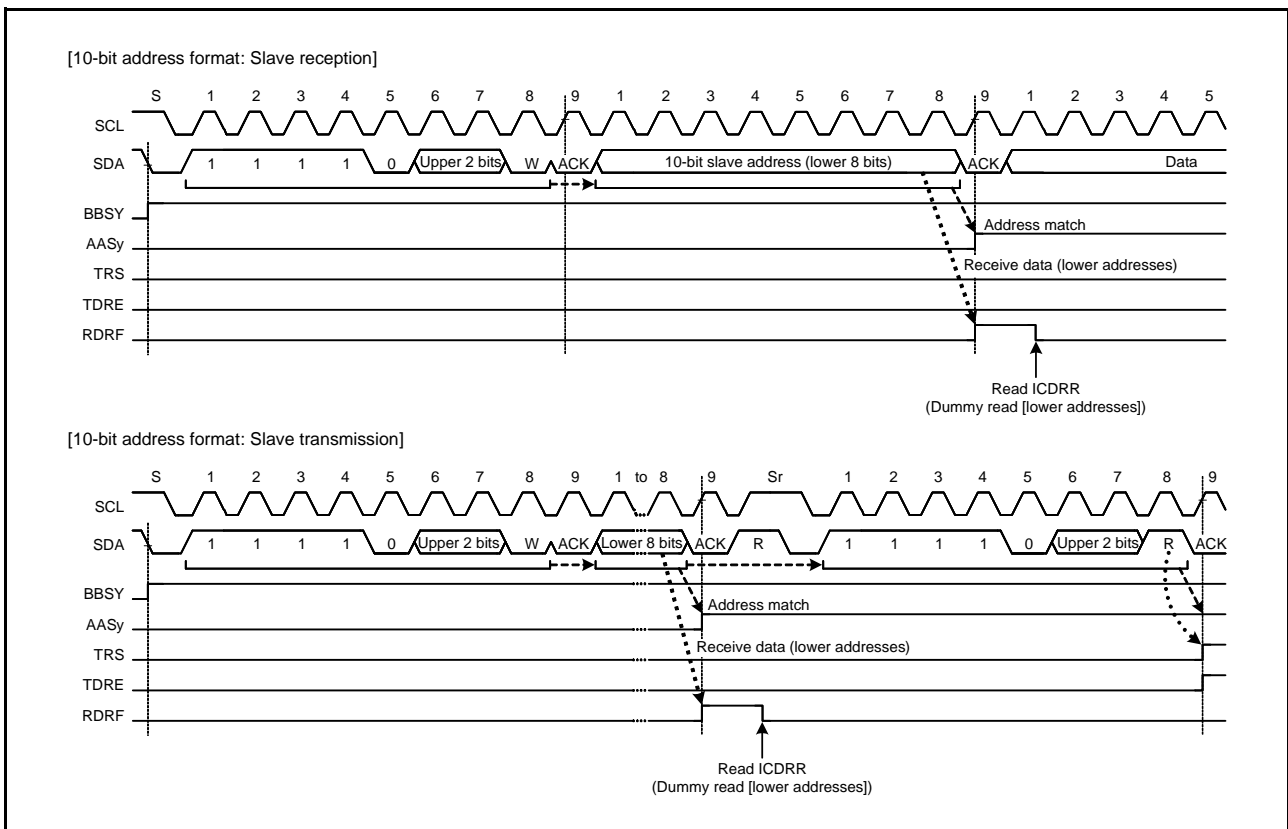 [10-bit address format: Slave reception]
S 1 2 3 4 5 6 7 8 9 1 2 3 4 5 6 7 8 9 1 2 3 4 5
SCL
SDA 1 1 1 1 0 Upper 2 bits W ACK 10-bit slave address (lower 8 bits) ACK Data
BBSY
Address match
AASy
Receive data (lower addresses)
TRS
TDRE
RDRF
Read ICDRR
(Dummy read [lower addresses])
[10-bit address format: Slave transmission]
S 1 2 3 4 5 6 7 8 9 1 to 8 9 Sr 1 2 3 4 5 6 7 8 9
SCL
SDA 1 1 1 1 0 Upper 2 bits W ACK Lower 8 bits ACK R 1 1 1 1 0 Upper 2 bits R ACK
BBSY
Address match
AASy
Receive data (lower addresses)
TRS
TDRE
RDRF
Read ICDRR
(Dummy read [lower addresses])